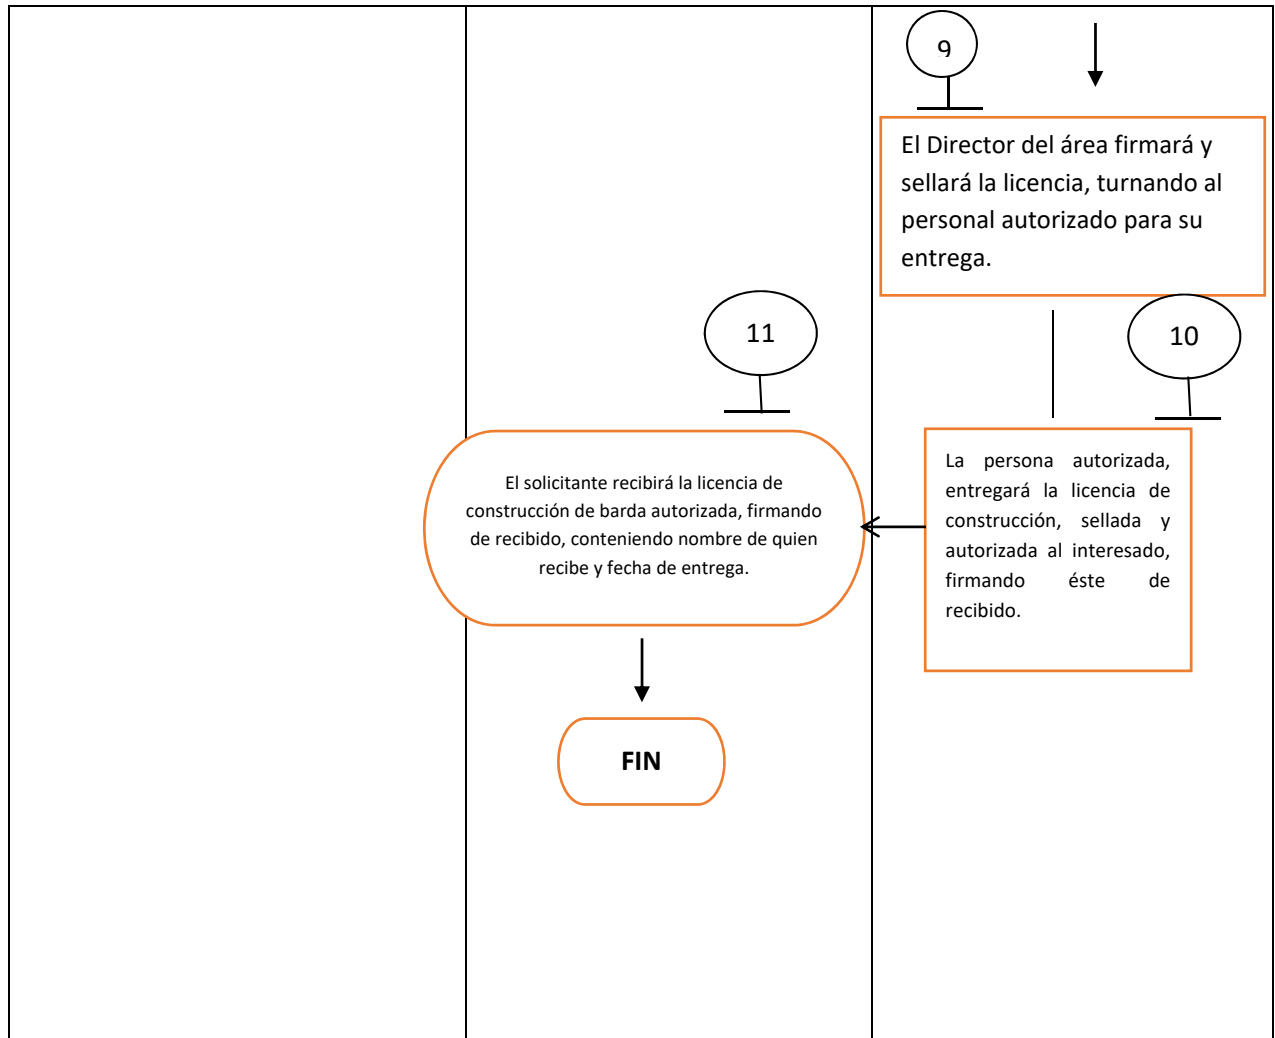 9
El Director del área firmará y
sellará la licencia, turnando al
personal autorizado para su
entrega.
10
La persona autorizada,
entregará la licencia de
construcción, sellada y
autorizada al interesado,
firmando éste de
recibido.
11
El solicitante recibirá la licencia de
construcción de barda autorizada, firmando
de recibido, conteniendo nombre de quien
recibe y fecha de entrega.
FIN